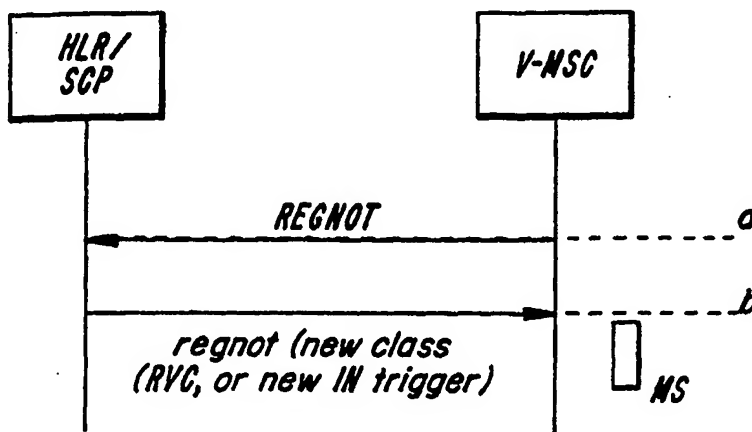 HLR/
SCP
V-MSC
REGNOT
a
b
regnot (new class
(RVC, or new IN trigger)
MS